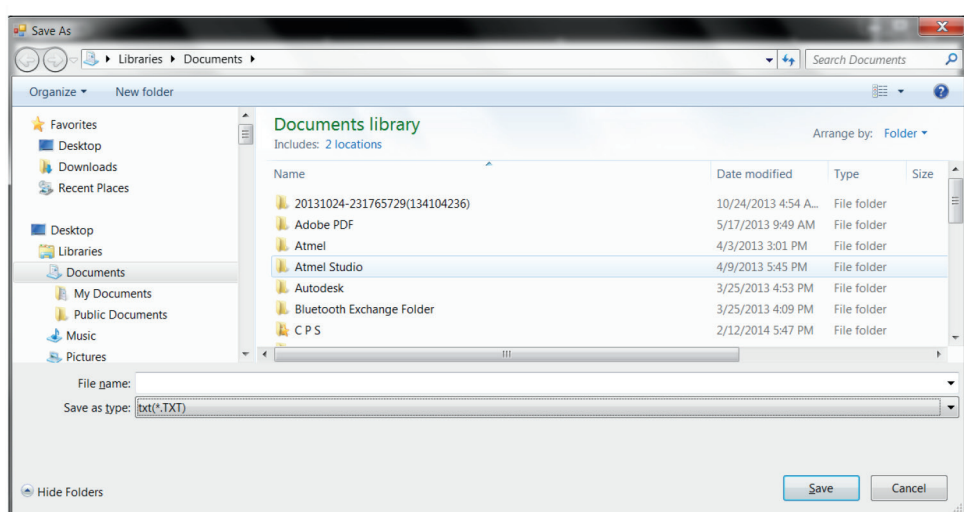 Save As
Libraries Documents
Search Documents
Organize New folder
Favorites
Desktop
Downloads
Recent Places
Desktop
Libraries
Documents
My Documents
Public Documents
Music
Pictures
Documents library
Includes: 2 locations
Arrange by: Folder
Name Date modified Type Size
20131024-231765729(134104236) 10/24/2013 4:54 A... File folder
Adobe PDF 5/17/2013 9:49 AM File folder
Atmel 4/3/2013 3:01 PM File folder
Atmel Studio 4/9/2013 5:45 PM File folder
Autodesk 3/25/2013 4:53 PM File folder
Bluetooth Exchange Folder 3/25/2013 4:09 PM File folder
C P S 2/12/2014 5:47 PM File folder
File name:
Save as type: txt(*.TXT)
Hide Folders
Save Cancel